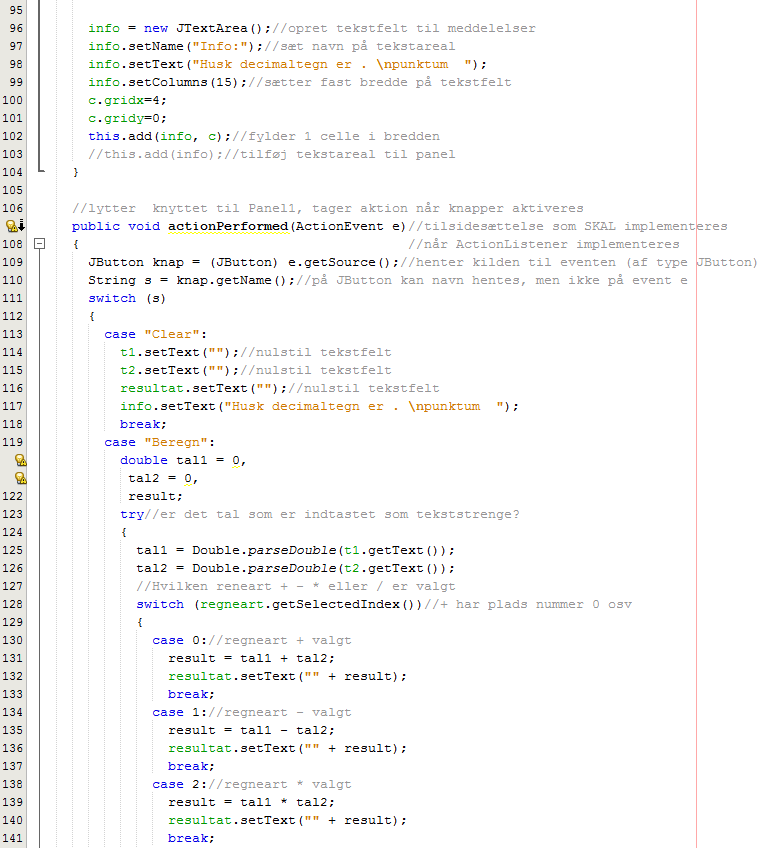 95
96 info = new JTextArea();//opret tekstfelt til meddelelser
97 info.setName("Info:");//sæt navn på tekstareal
98 info.setText("Husk decimaltegn er . \npunktum  ");
99 info.setColumns(15);//sætter fast bredde på tekstfelt
100 c.gridx=4;
101 c.gridy=0;
102 this.add(info, c);//fylder 1 celle i bredden
103 //this.add(info);//tilføj tekstareal til panel
104 }
105
106 //lytter  knyttet til Panel1, tager aktion når knapper aktiveres
public void actionPerformed(ActionEvent e)//tilsidesættelse som SKAL implementeres
108 { //når ActionListener implementeres
109 JButton knap = (JButton) e.getSource();//henter kilden til eventen (af type JButton)
110 String s = knap.getName();//på JButton kan navn hentes, men ikke på event e
111 switch (s)
112 {
113 case "Clear":
114 t1.setText("");//nulstil tekstfelt
115 t2.setText("");//nulstil tekstfelt
116 resultat.setText("");//nulstil tekstfelt
117 info.setText("Husk decimaltegn er . \npunktum  ");
118 break;
119 case "Beregn":
double tal1 = 0,
tal2 = 0,
122 result;
123 try//er det tal som er indtastet som tekststrenge?
124 {
125 tal1 = Double.parseDouble(t1.getText());
126 tal2 = Double.parseDouble(t2.getText());
127 //Hvilken reneart + - * eller / er valgt
128 switch (regneart.getSelectedIndex())//+ har plads nummer 0 osv
129 {
130 case 0://regneart + valgt
131 result = tal1 + tal2;
132 resultat.setText("" + result);
133 break;
134 case 1://regneart - valgt
135 result = tal1 - tal2;
136 resultat.setText("" + result);
137 break;
138 case 2://regneart * valgt
139 result = tal1 * tal2;
140 resultat.setText("" + result);
141 break;